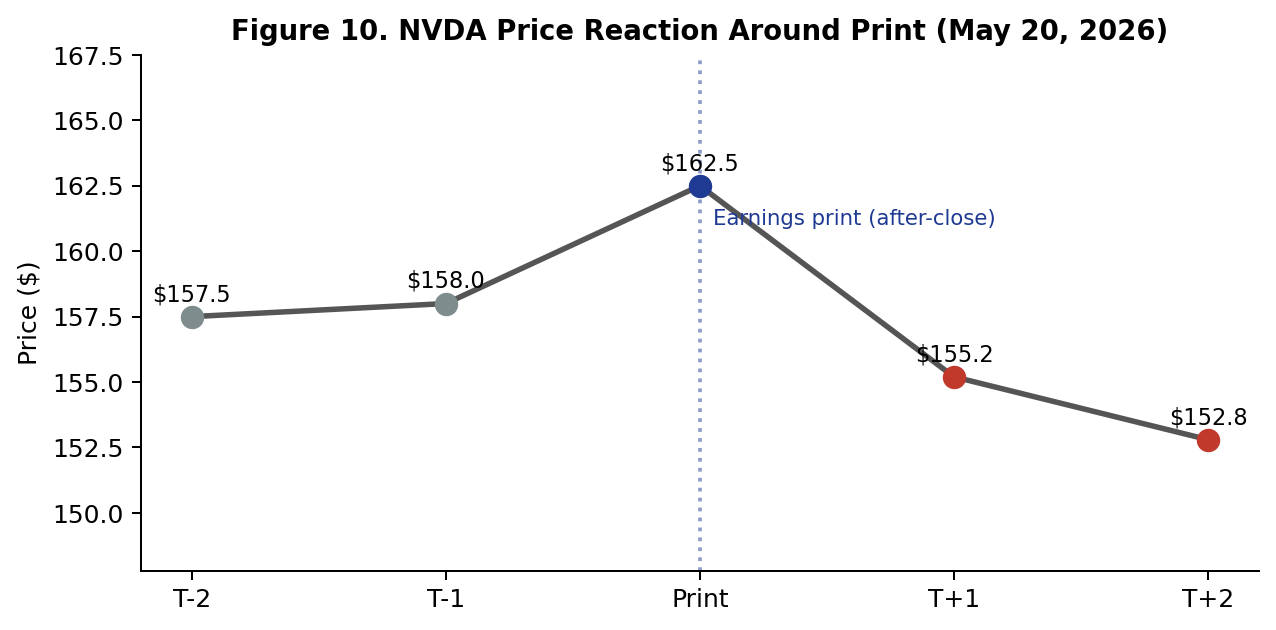 Figure 10. NVDA Price Reaction Around Print (May 20, 2026)
Price ($)
167.5
165.0
162.5
160.0
157.5
155.0
152.5
150.0
$157.5
$158.0
$162.5
Earnings print (after-close)
$155.2
$152.8
T-2
T-1
Print
T+1
T+2